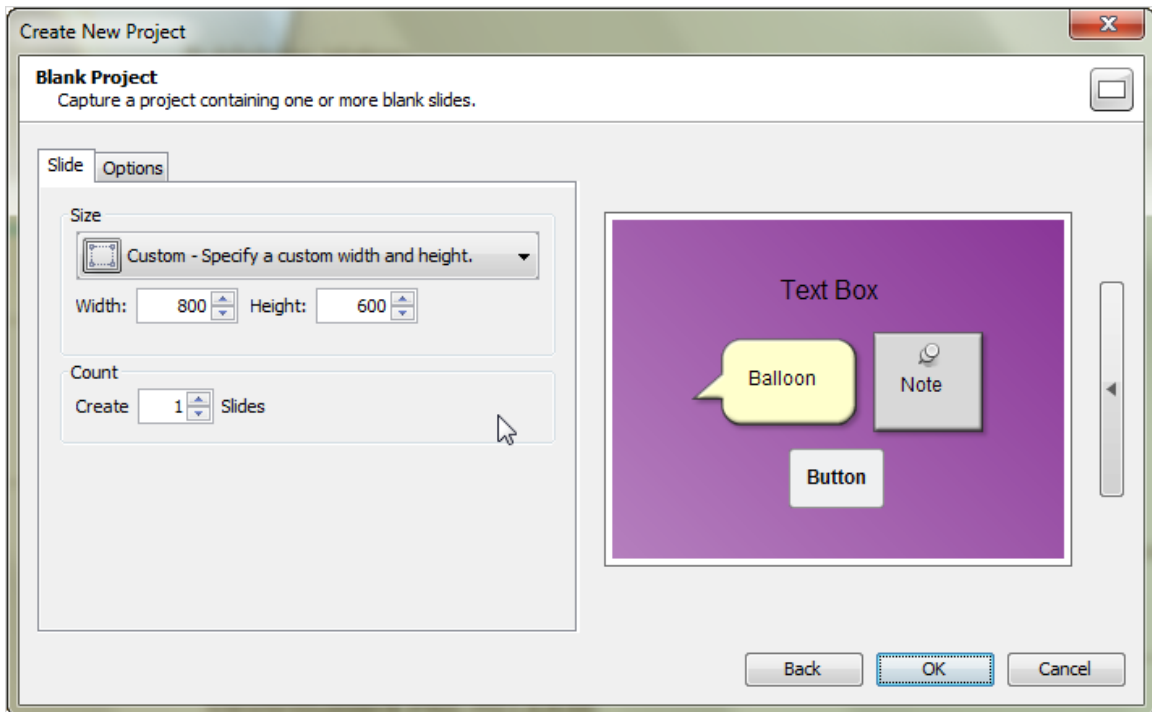 Create New Project
Blank Project
Capture a project containing one or more blank slides.
Slide Options
Size
Custom - Specify a custom width and height.
Width: 800 Height: 600
Count
Create 1 Slides
Text Box
Balloon
Note
Button
Back OK Cancel